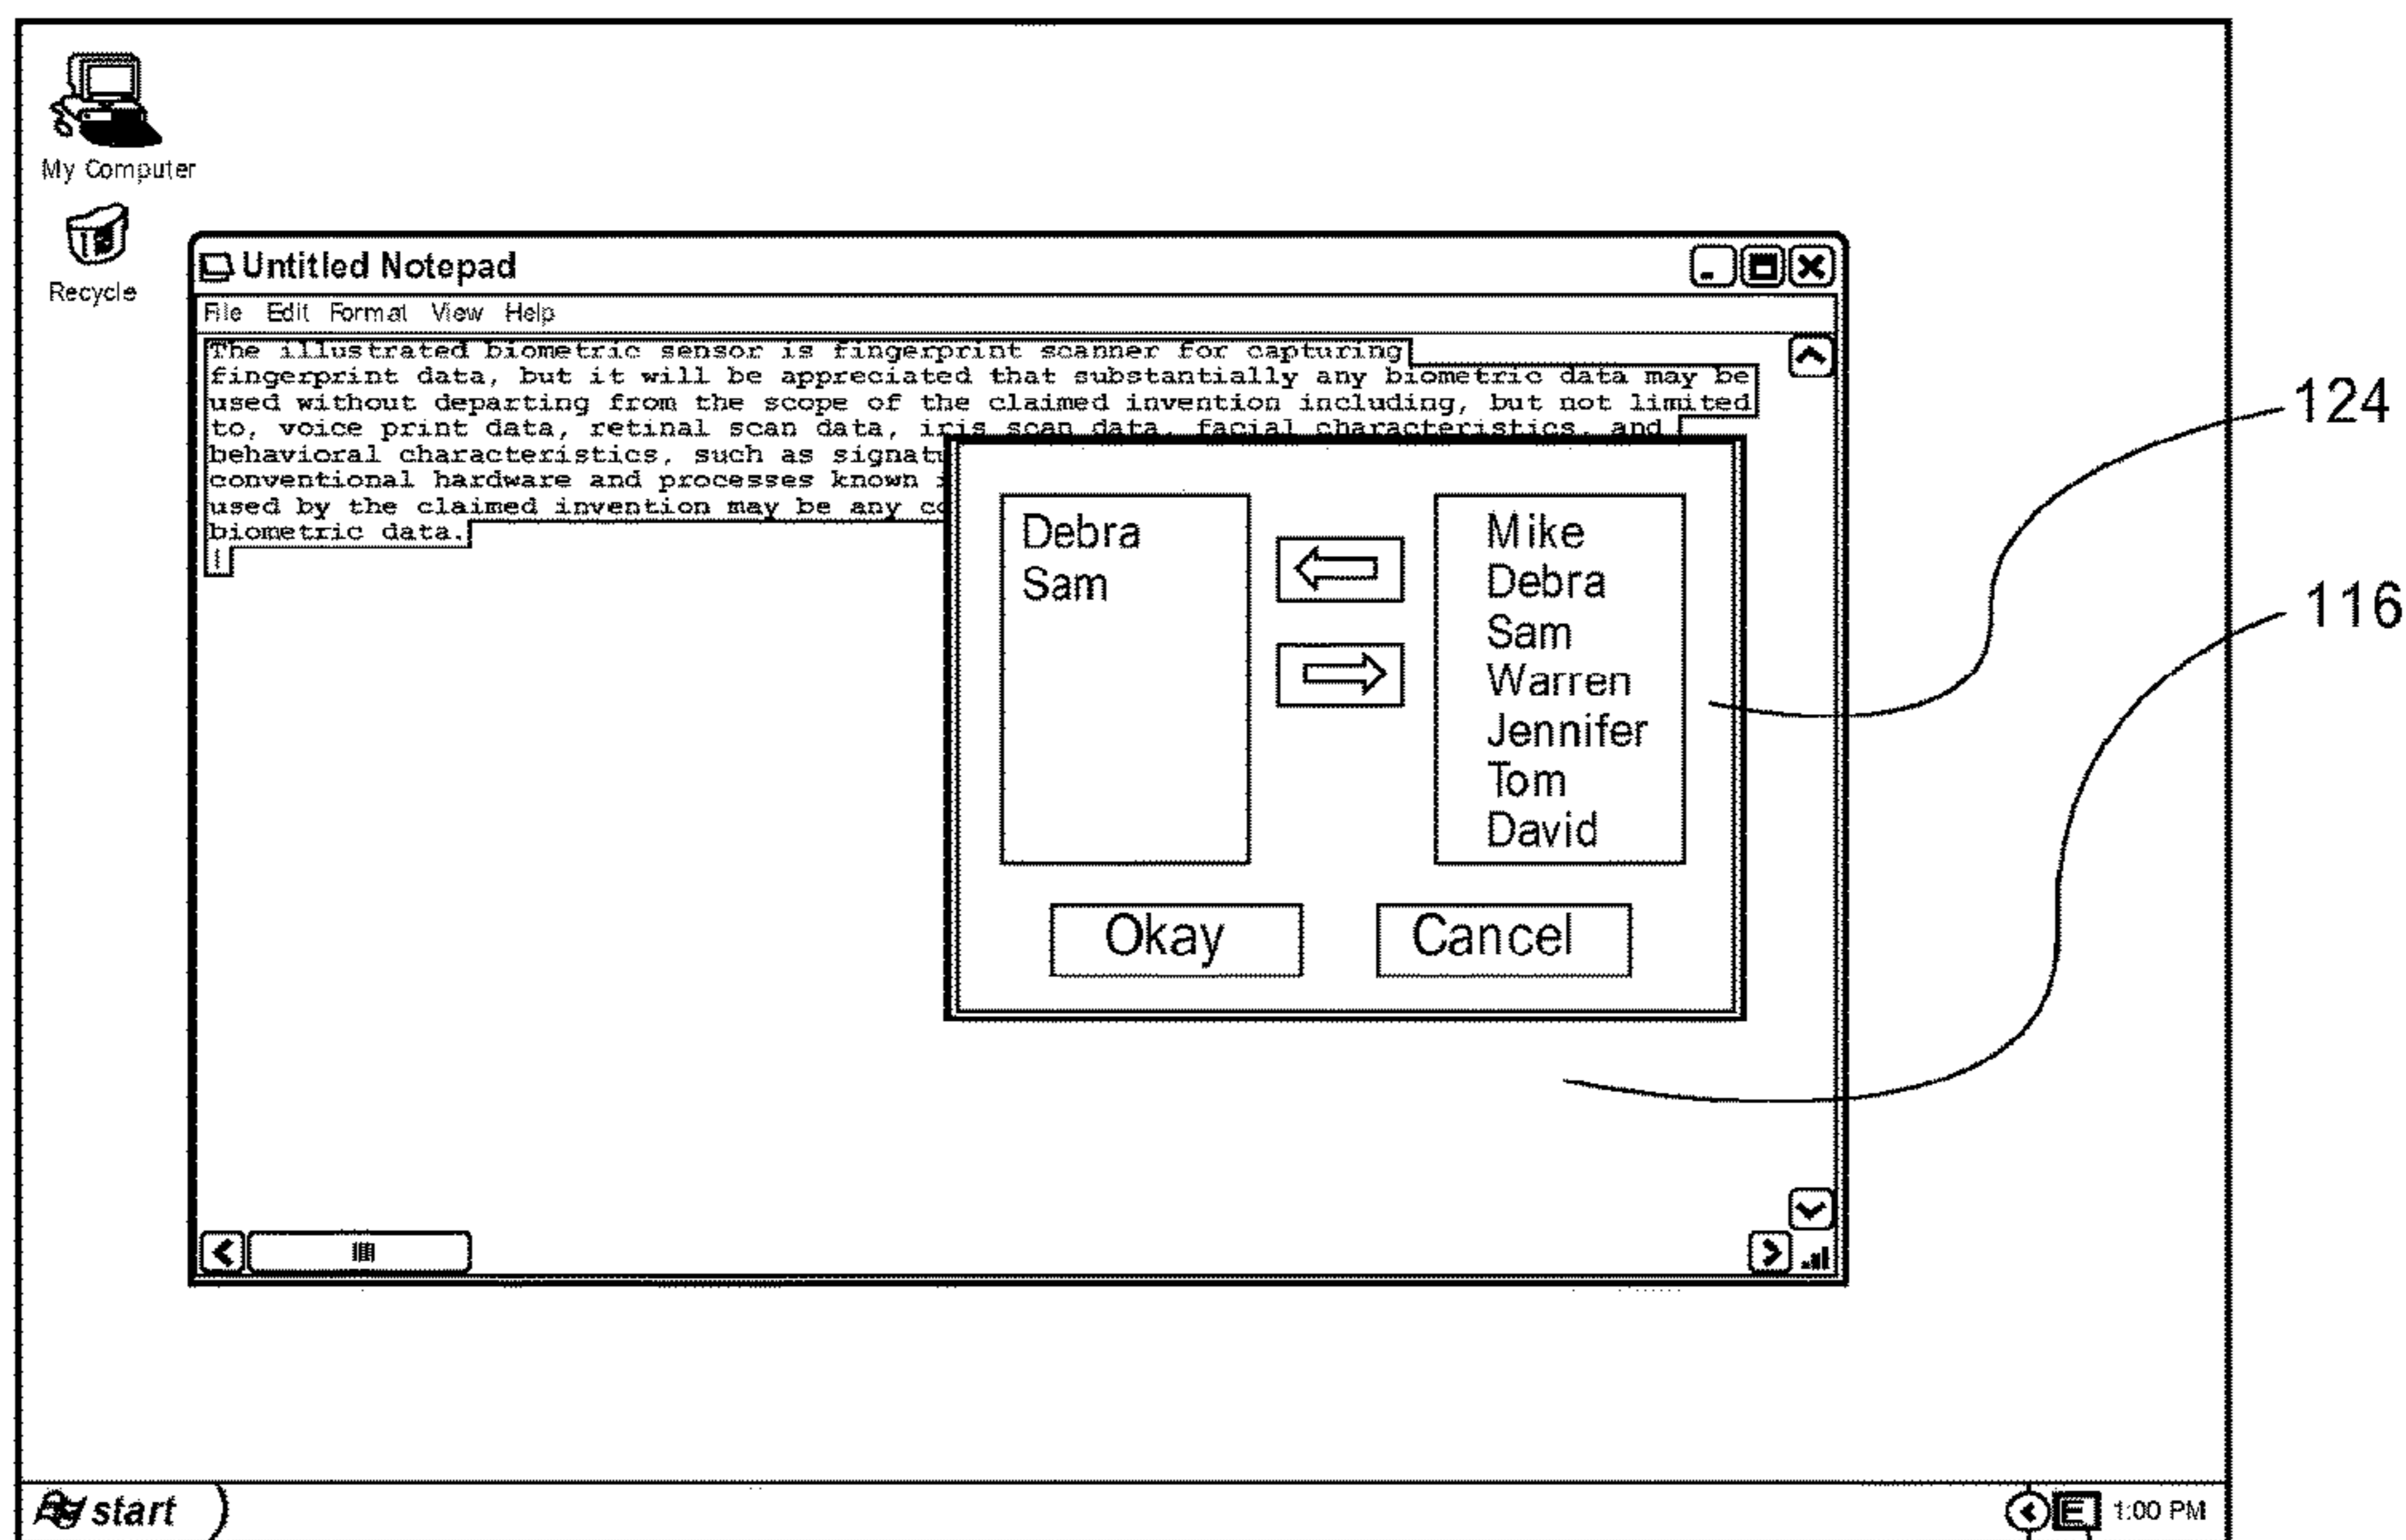 My Computer
Recycle
Untitled Notepad
File Edit Format View Help
The illustrated biometric sensor is fingerprint scanner for capturing
fingerprint data, but it will be appreciated that substantially any biometric data may be
used without departing from the scope of the claimed invention including, but not limited
to, voice print data, retinal scan data, iris scan data, facial characteristics, and
behavioral characteristics, such as
conventional hardware and processes known
used by the claimed invention may be any
biometric data.
Debra
Sam
Mike
Debra
Sam
Warren
Jennifer
Tom
David
Okay
Cancel
124
116
start
E
1:00 PM